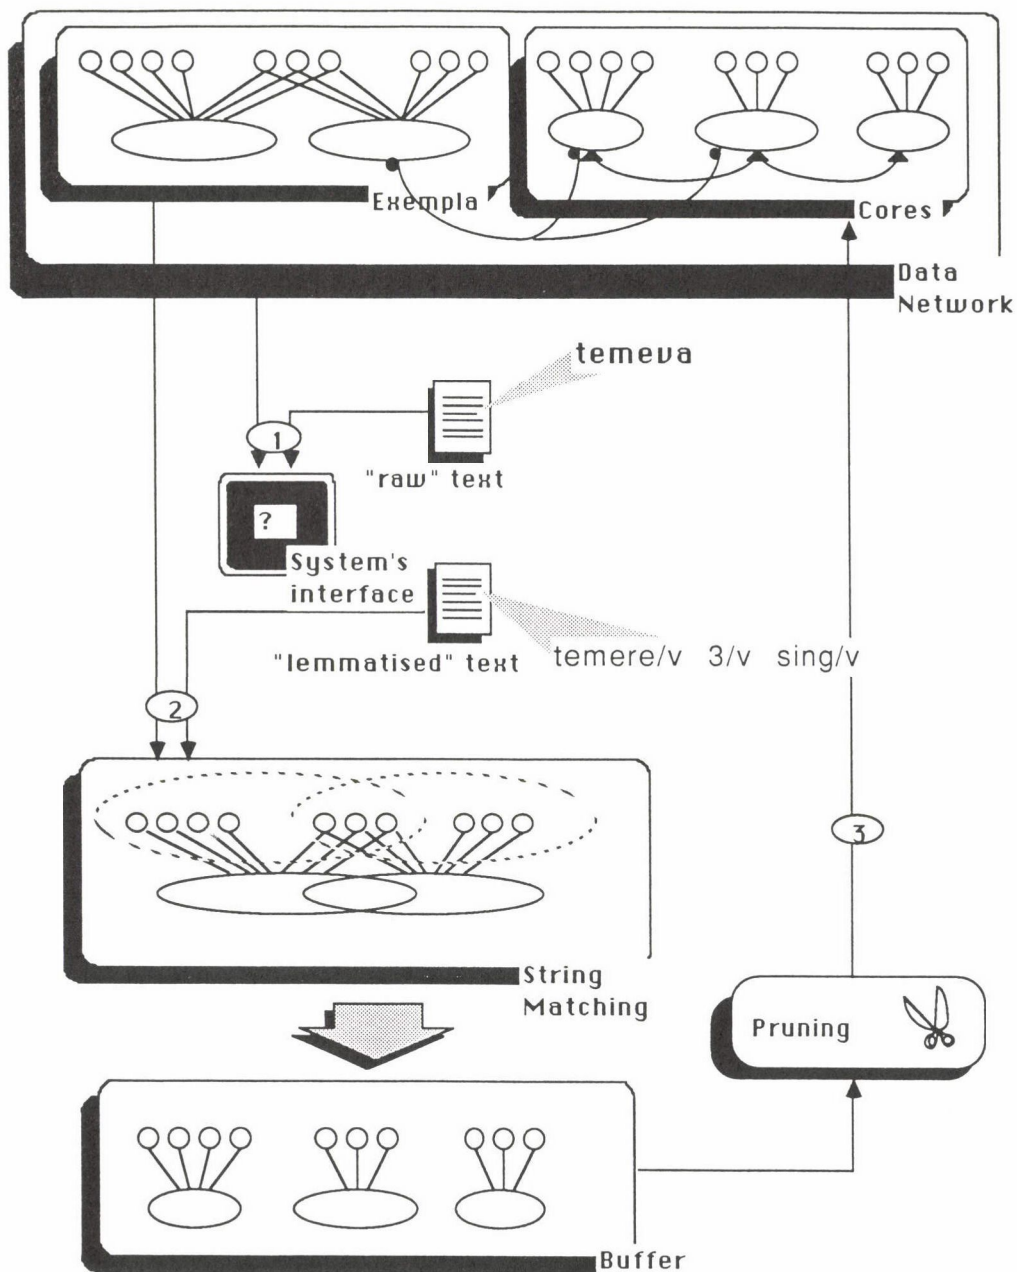 Exempla
Cores
Data
Network
temeva
1
"raw" text
?
System's
interface
"lemmatised" text
temere/v 3/v sing/v
2
3
String
Matching
Pruning
Buffer